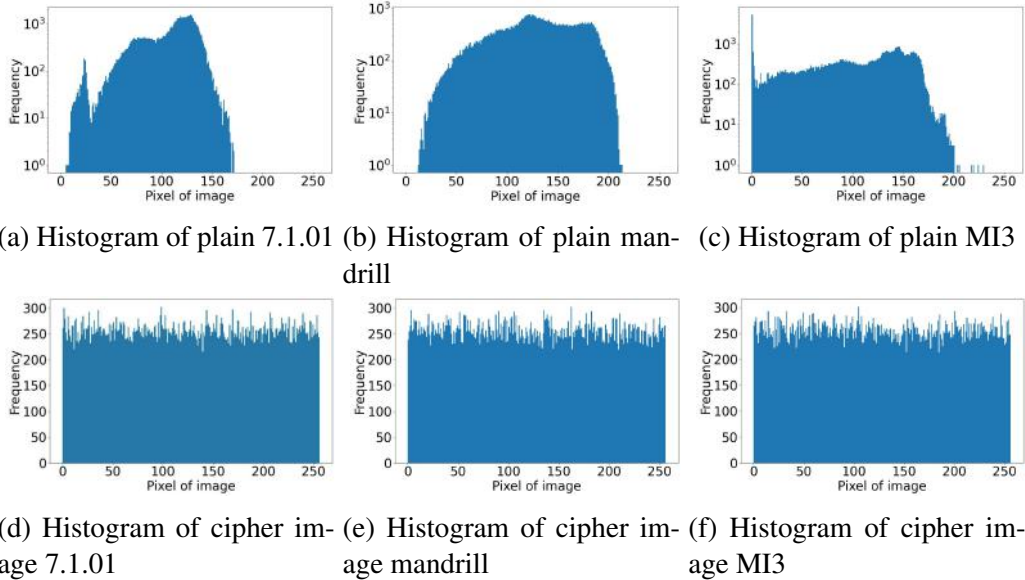 10³
10²
10¹
10⁰
Frequency
0 50 100 150 200 250
Pixel of image
10³
10²
10¹
10⁰
Frequency
0 50 100 150 200 250
Pixel of image
10³
10²
10¹
10⁰
Frequency
0 50 100 150 200 250
Pixel of image
(a) Histogram of plain 7.1.01
(b) Histogram of plain man-
drill
(c) Histogram of plain MI3
300
250
200
150
100
50
0
Frequency
0 50 100 150 200 250
Pixel of image
300
250
200
150
100
50
0
Frequency
0 50 100 150 200 250
Pixel of image
300
250
200
150
100
50
0
Frequency
0 50 100 150 200 250
Pixel of image
(d) Histogram of cipher im-
age 7.1.01
(e) Histogram of cipher im-
age mandrill
(f) Histogram of cipher im-
age MI3